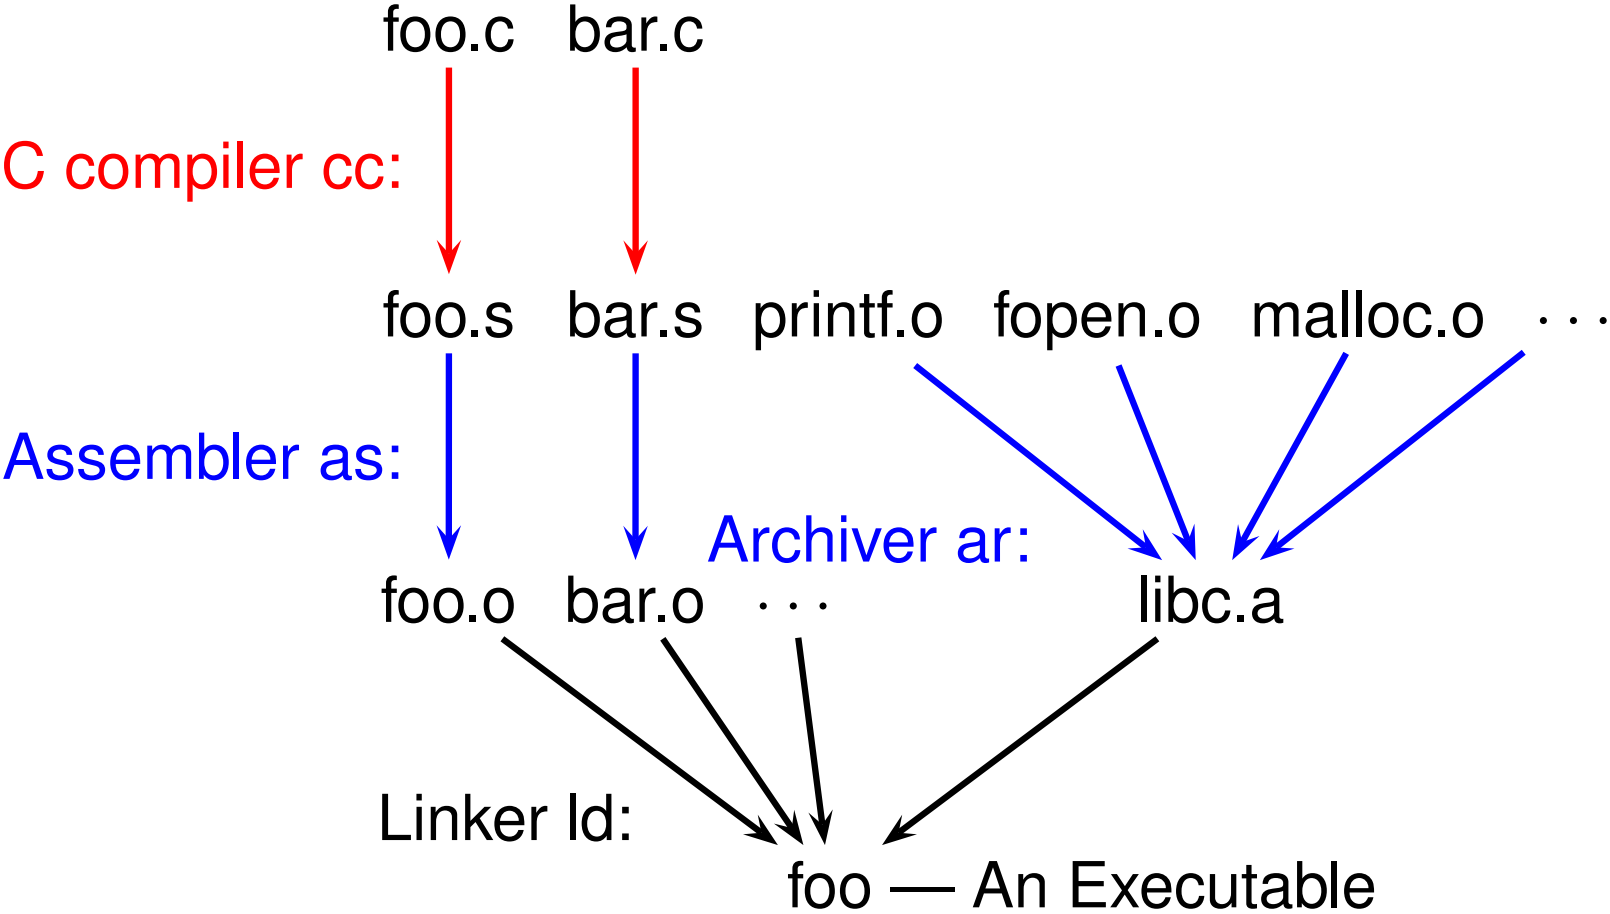 foo.c bar.c
C compiler cc:
foo.s bar.s printf.o fopen.o malloc.o · · ·
Assembler as:
Archiver ar:
foo.o bar.o · · · libc.a
Linker ld:
foo — An Executable